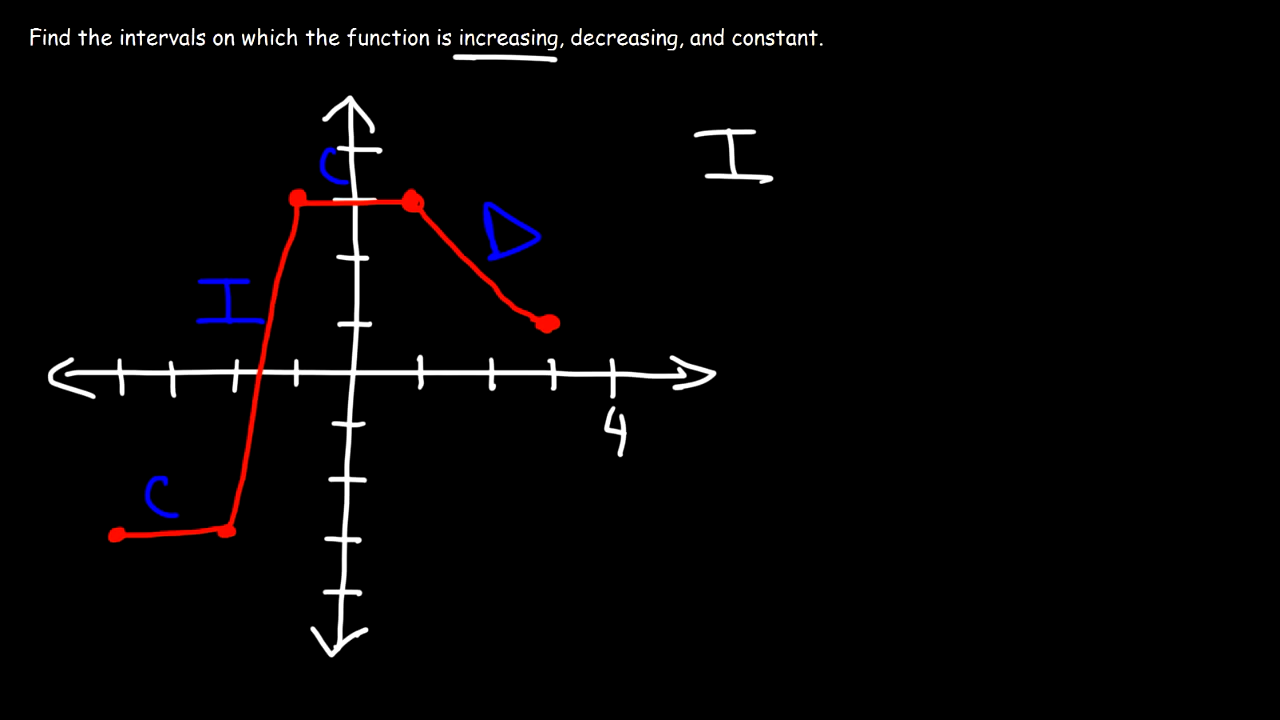 Find the intervals on which the function is increasing, decreasing, and constant.
I
C
D
I
4
C